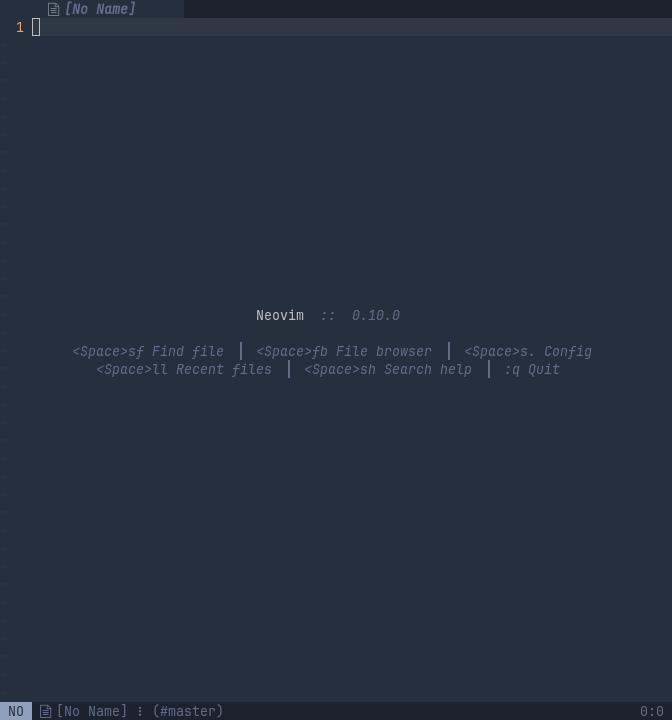 [No Name]
1
Neovim :: 0.10.0
<Space>sf Find file | <Space>fb File browser | <Space>s. Config
<Space>ll Recent files | <Space>sh Search help | :q Quit
NO [No Name] ⫶ (#master) 0:0